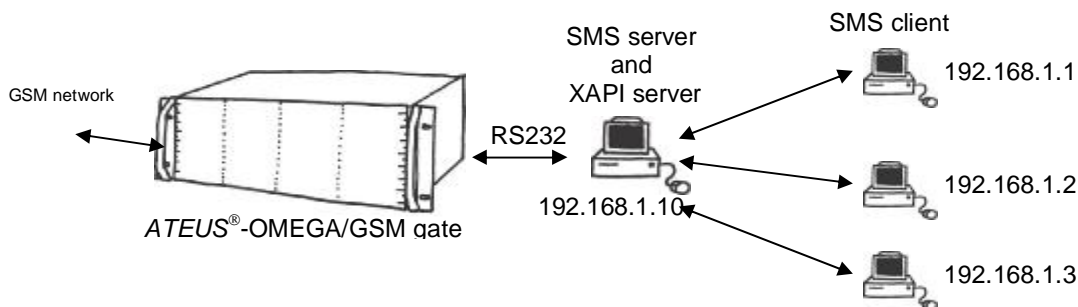 GSM network
ATEUS®-OMEGA/GSM gate
RS232
SMS server
and
XAPI server
192.168.1.10
SMS client
192.168.1.1
192.168.1.2
192.168.1.3